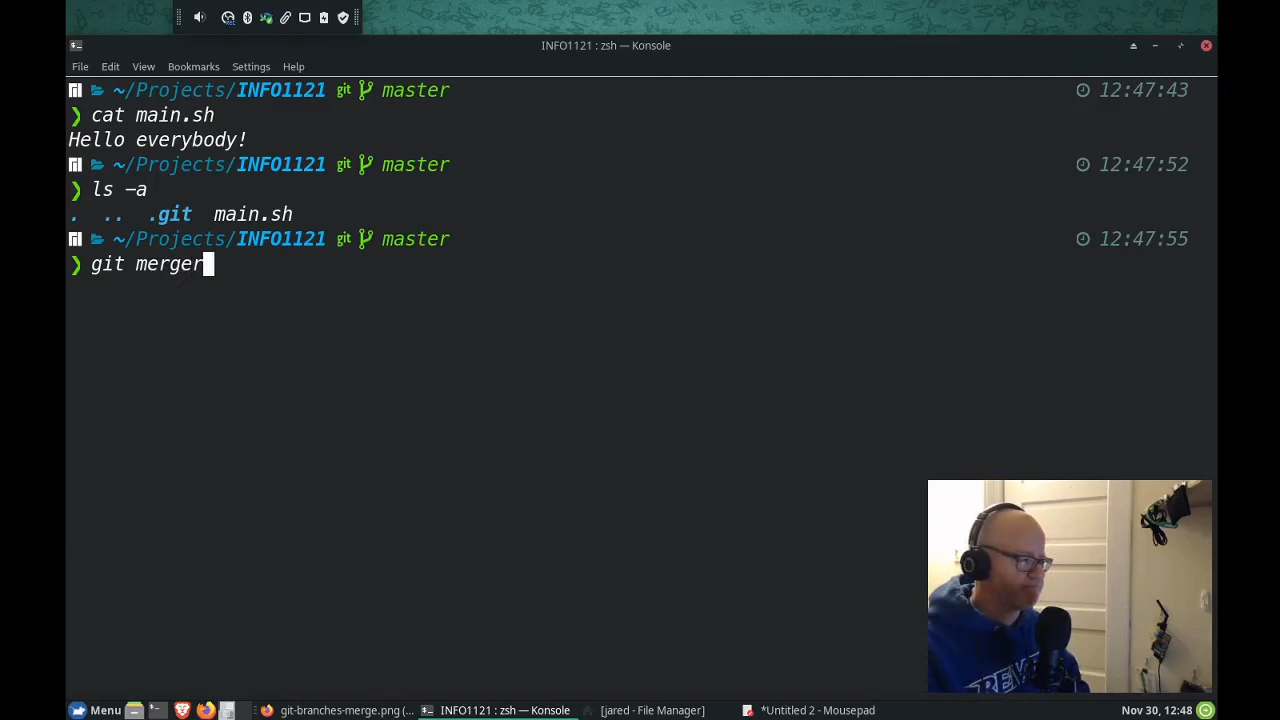 INFO1121 : zsh — Konsole
File Edit View Bookmarks Settings Help
~/Projects/INFO1121 git master 12:47:43
❯ cat main.sh
Hello everybody!
~/Projects/INFO1121 git master 12:47:52
❯ ls -a
. .. .git main.sh
~/Projects/INFO1121 git master 12:47:55
❯ git merger
Menu git-branches-merge.png (... INFO1121 : zsh — Konsole [jared - File Manager] *Untitled 2 - Mousepad Nov 30, 12:48